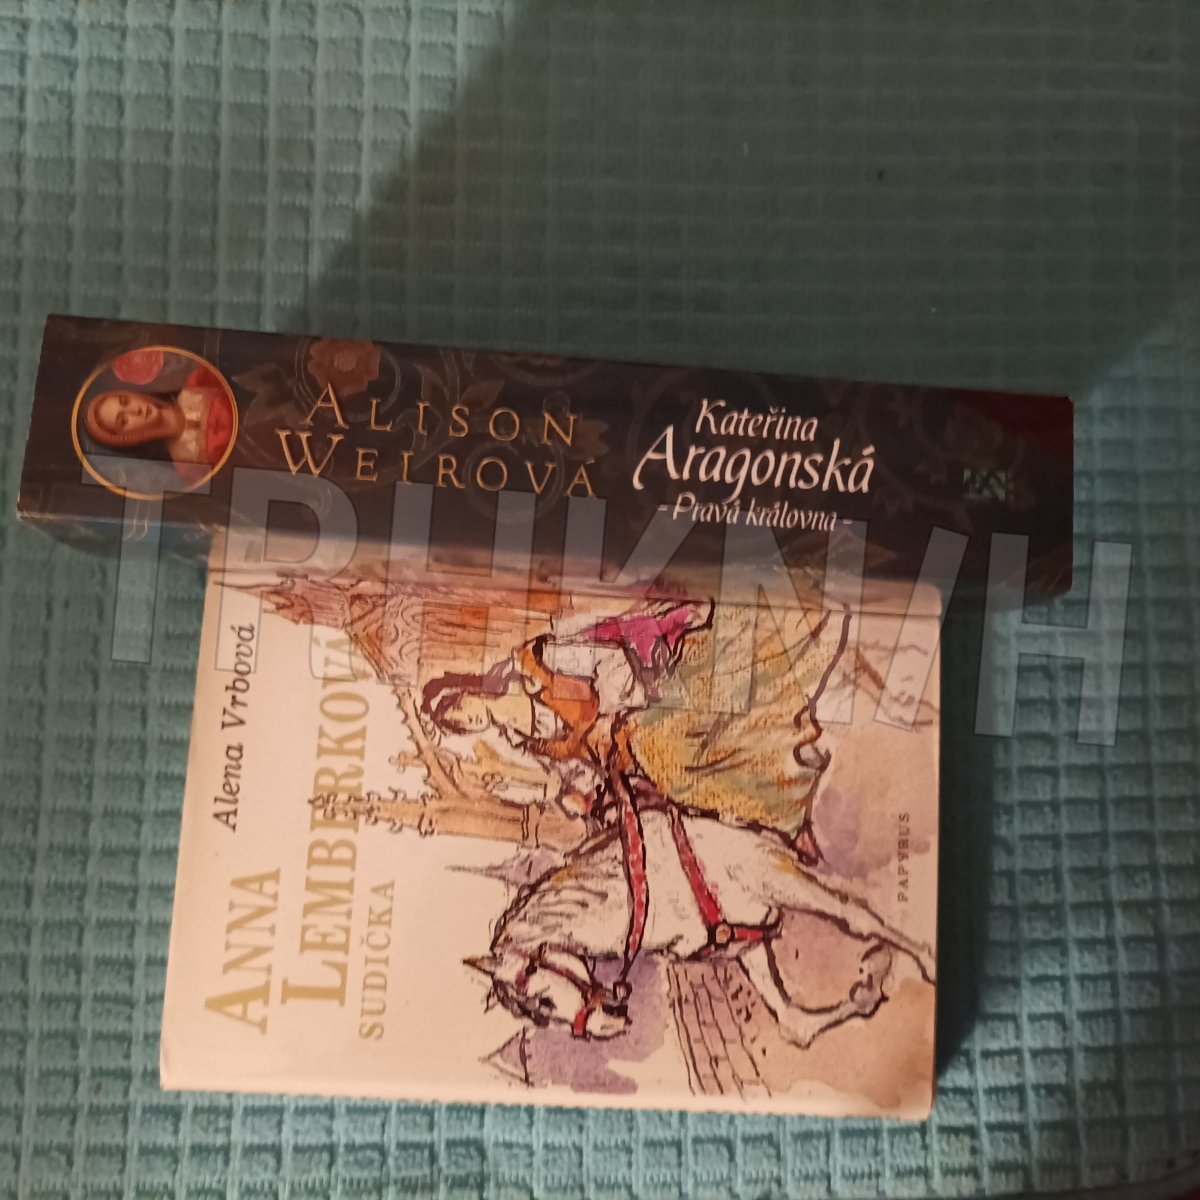 ALISON
WEIROVÁ
Kateřina
Aragonská
- Pravá královna -
Alena Vrbová
ANNA
LEMBERKOVÁ
SUDIČKA
PAPYRUS